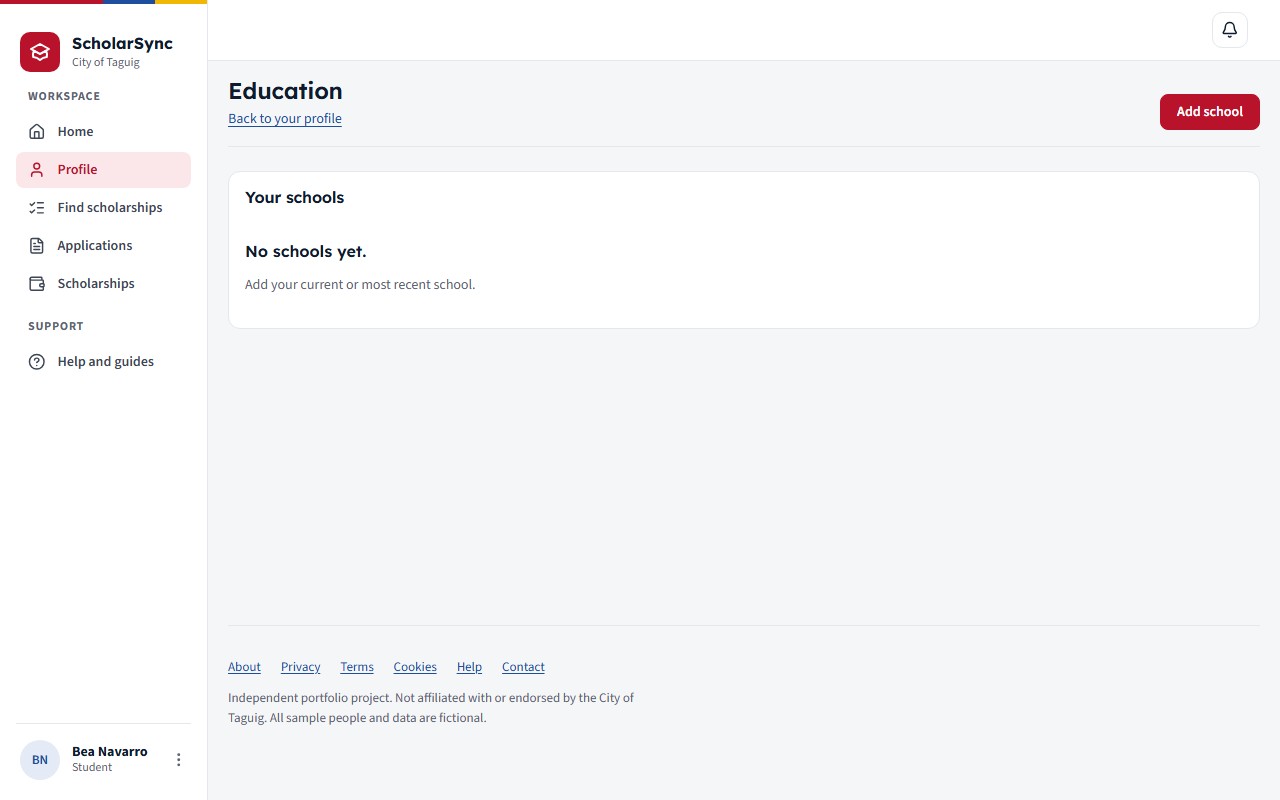 ScholarSync
City of Taguig
WORKSPACE
Home
Profile
Find scholarships
Applications
Scholarships
SUPPORT
Help and guides
BN
Bea Navarro
Student
Education
Back to your profile
Add school
Your schools
No schools yet.
Add your current or most recent school.
About Privacy Terms Cookies Help Contact
Independent portfolio project. Not affiliated with or endorsed by the City of
Taguig. All sample people and data are fictional.